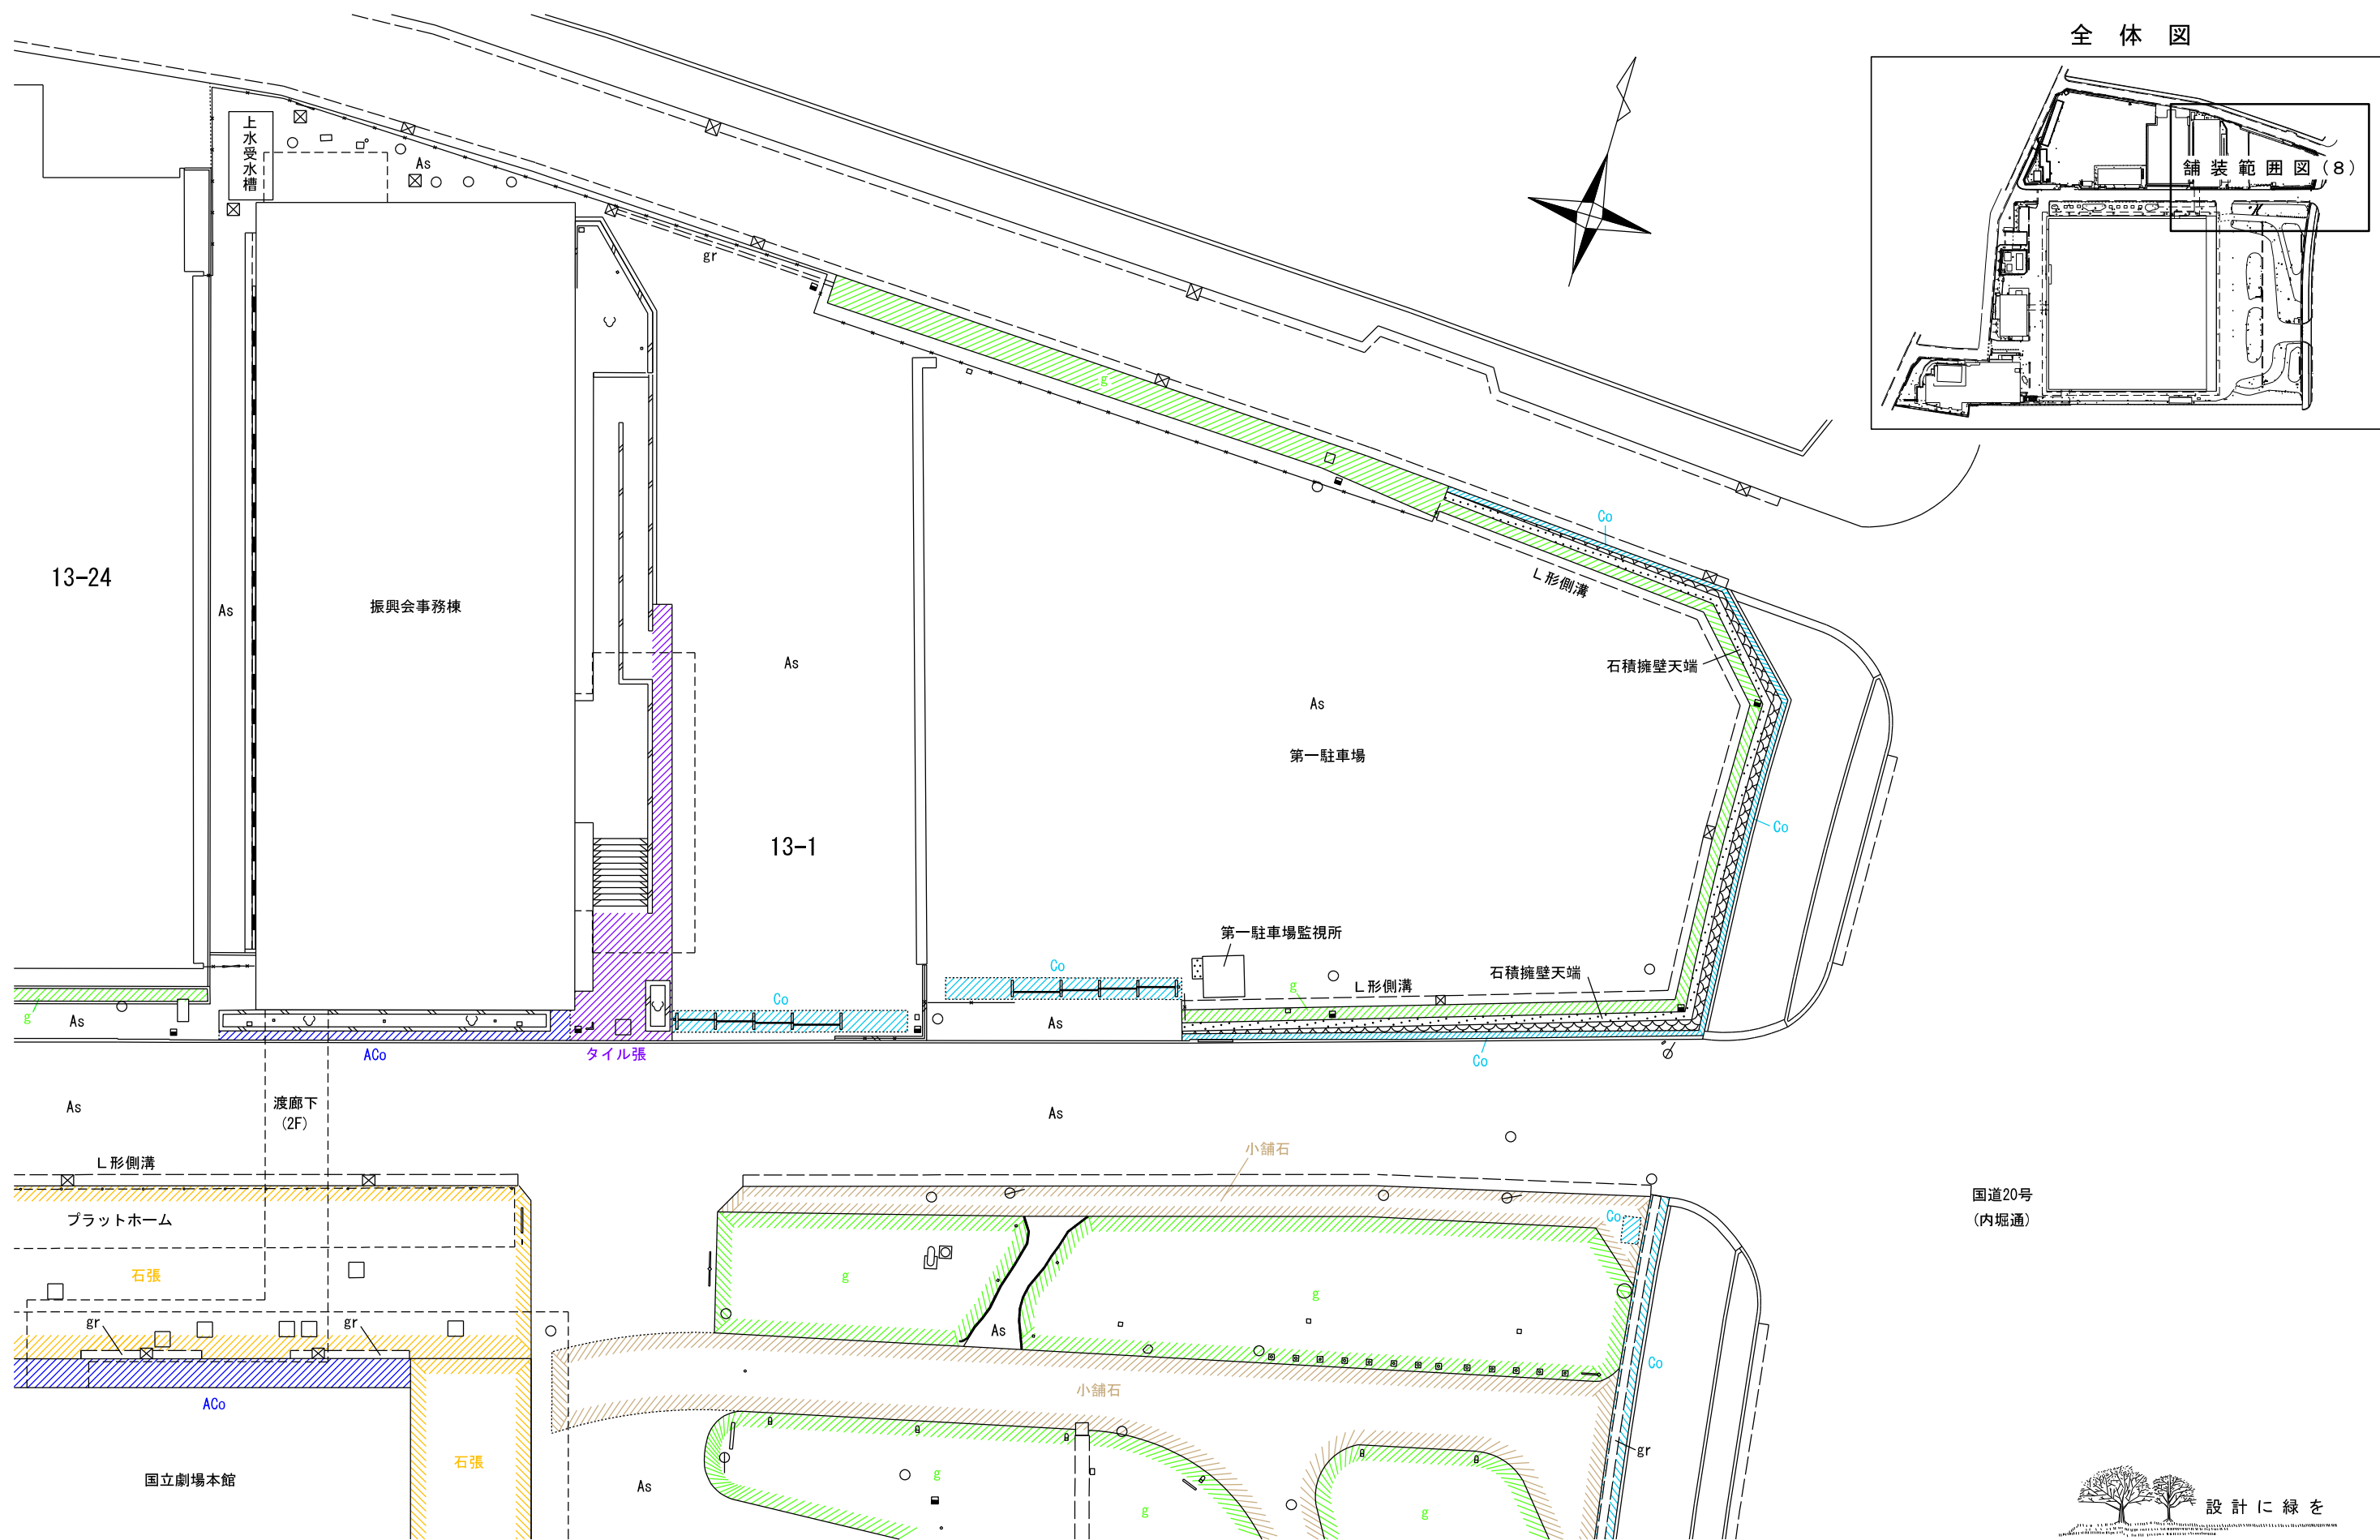 全体図
舗装範囲図(8)
上水受水槽
As
gr
g
Co
L形側溝
13-24
As
振興会事務棟
As
石積擁壁天端
As
第一駐車場
Co
13-1
第一駐車場監視所
Co
石積擁壁天端
g
L形側溝
Co
g
As
As
ACo
タイル張
Co
As
渡廊下
(2F)
As
小舗石
L形側溝
プラットホーム
国道20号
(内堀通)
Co
石張
g
g
gr
gr
As
Co
小舗石
ACo
石張
gr
国立劇場本館
g
As
g
g
設計に緑を